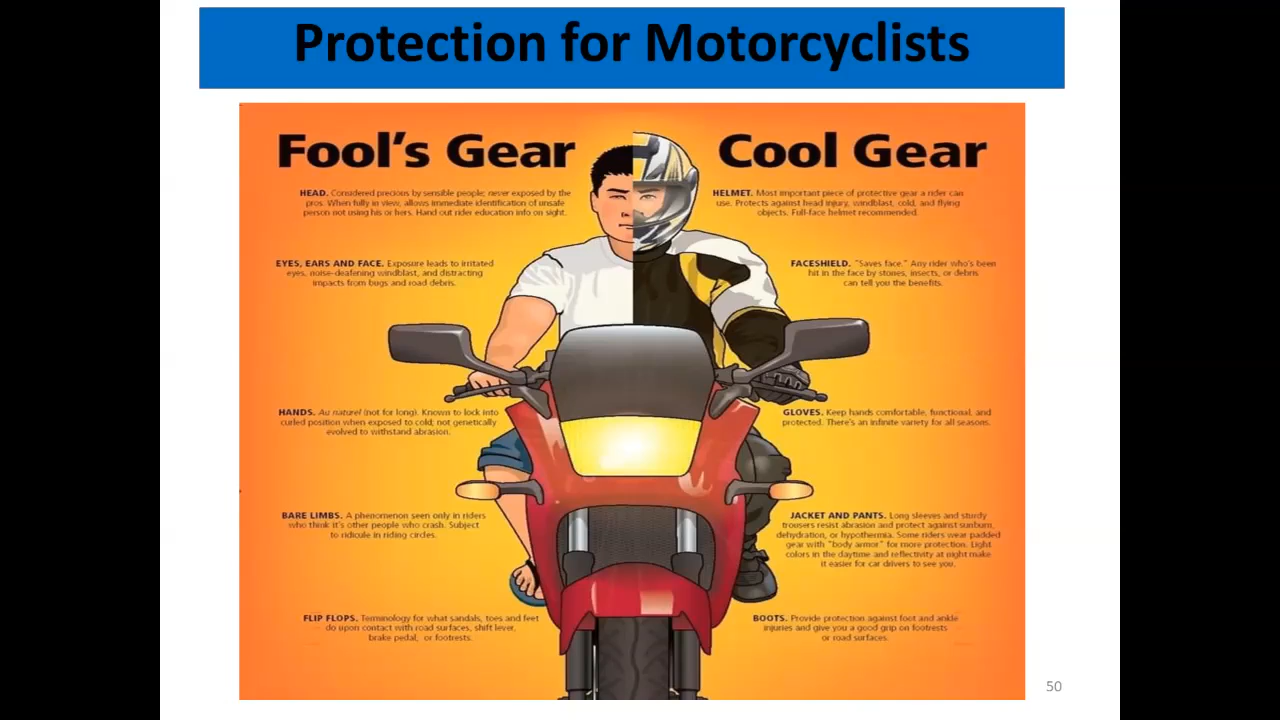 Protection for Motorcyclists
Fool's Gear
HEAD. Considered precious by sensible people; never exposed by the
pros. When fully in view, allows immediate identification of unsafe
person not using his or hers. Hand out rider education info on sight.
EYES, EARS AND FACE. Exposure leads to irritated
eyes, noise-deafening windblast, and distracting
impacts from bugs and road debris.
HANDS. Au naturel (not for long). Known to lock into
curled position when exposed to cold; not genetically
evolved to withstand abrasion.
BARE LIMBS. A phenomenon seen only in riders
who think it's other people who crash. Subject
to ridicule in riding circles.
FLIP FLOPS. Terminology for what sandals, toes and feet
do upon contact with road surfaces, shift lever,
brake pedal, or footrests.
Cool Gear
HELMET. Most important piece of protective gear a rider can
use. Protects against head injury, windblast, cold, and flying
objects. Full-face helmet recommended.
FACESHIELD. "Saves face." Any rider who's been
hit in the face by stones, insects, or debris
can tell you the benefits.
GLOVES. Keep hands comfortable, functional, and
protected. There's an infinite variety for all seasons.
JACKET AND PANTS. Long sleeves and sturdy
trousers resist abrasion and protect against sunburn,
dehydration, or hypothermia. Some riders wear padded
gear with "body armor" for more protection. Light
colors in the daytime and reflectivity at night make
it easier for car drivers to see you.
BOOTS. Provide protection against foot and ankle
injuries and give you a good grip on footrests
or road surfaces.
50